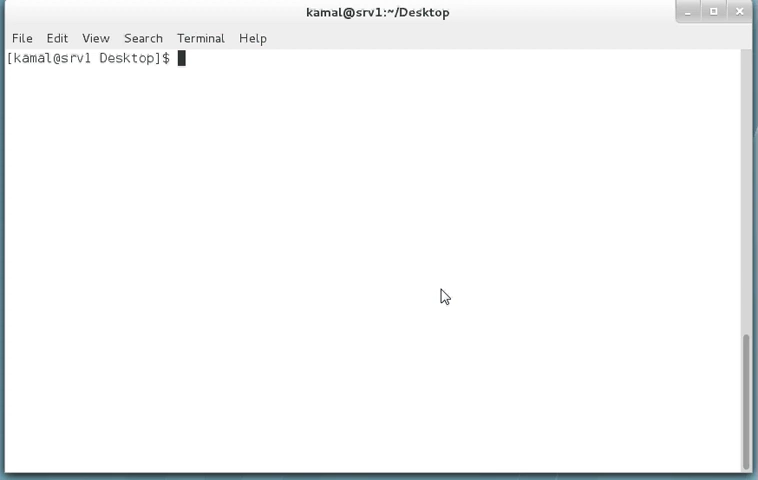 kamal@srv1:~/Desktop
File Edit View Search Terminal Help
[kamal@srv1 Desktop]$